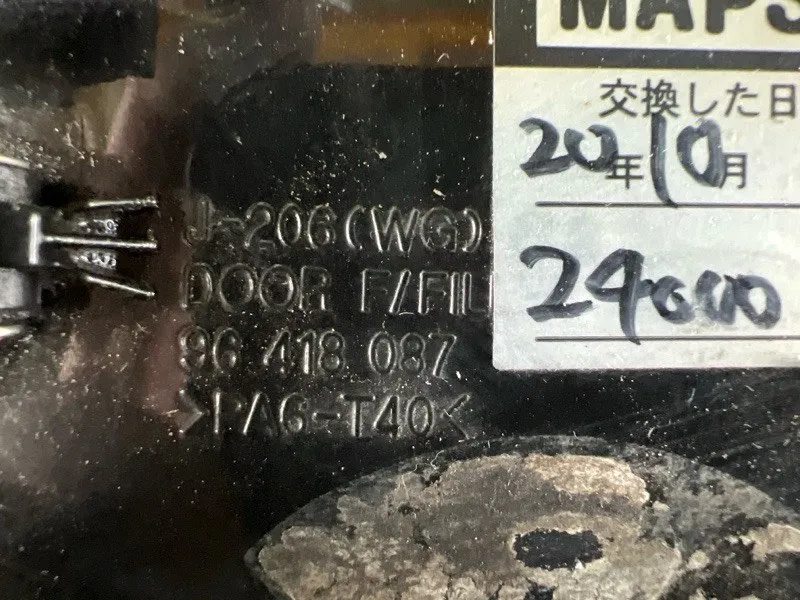 MAPS
交換した日
20年10月
24000
J-206(WG)
DOOR F/FIL
96 418 087
>PA6-T40<